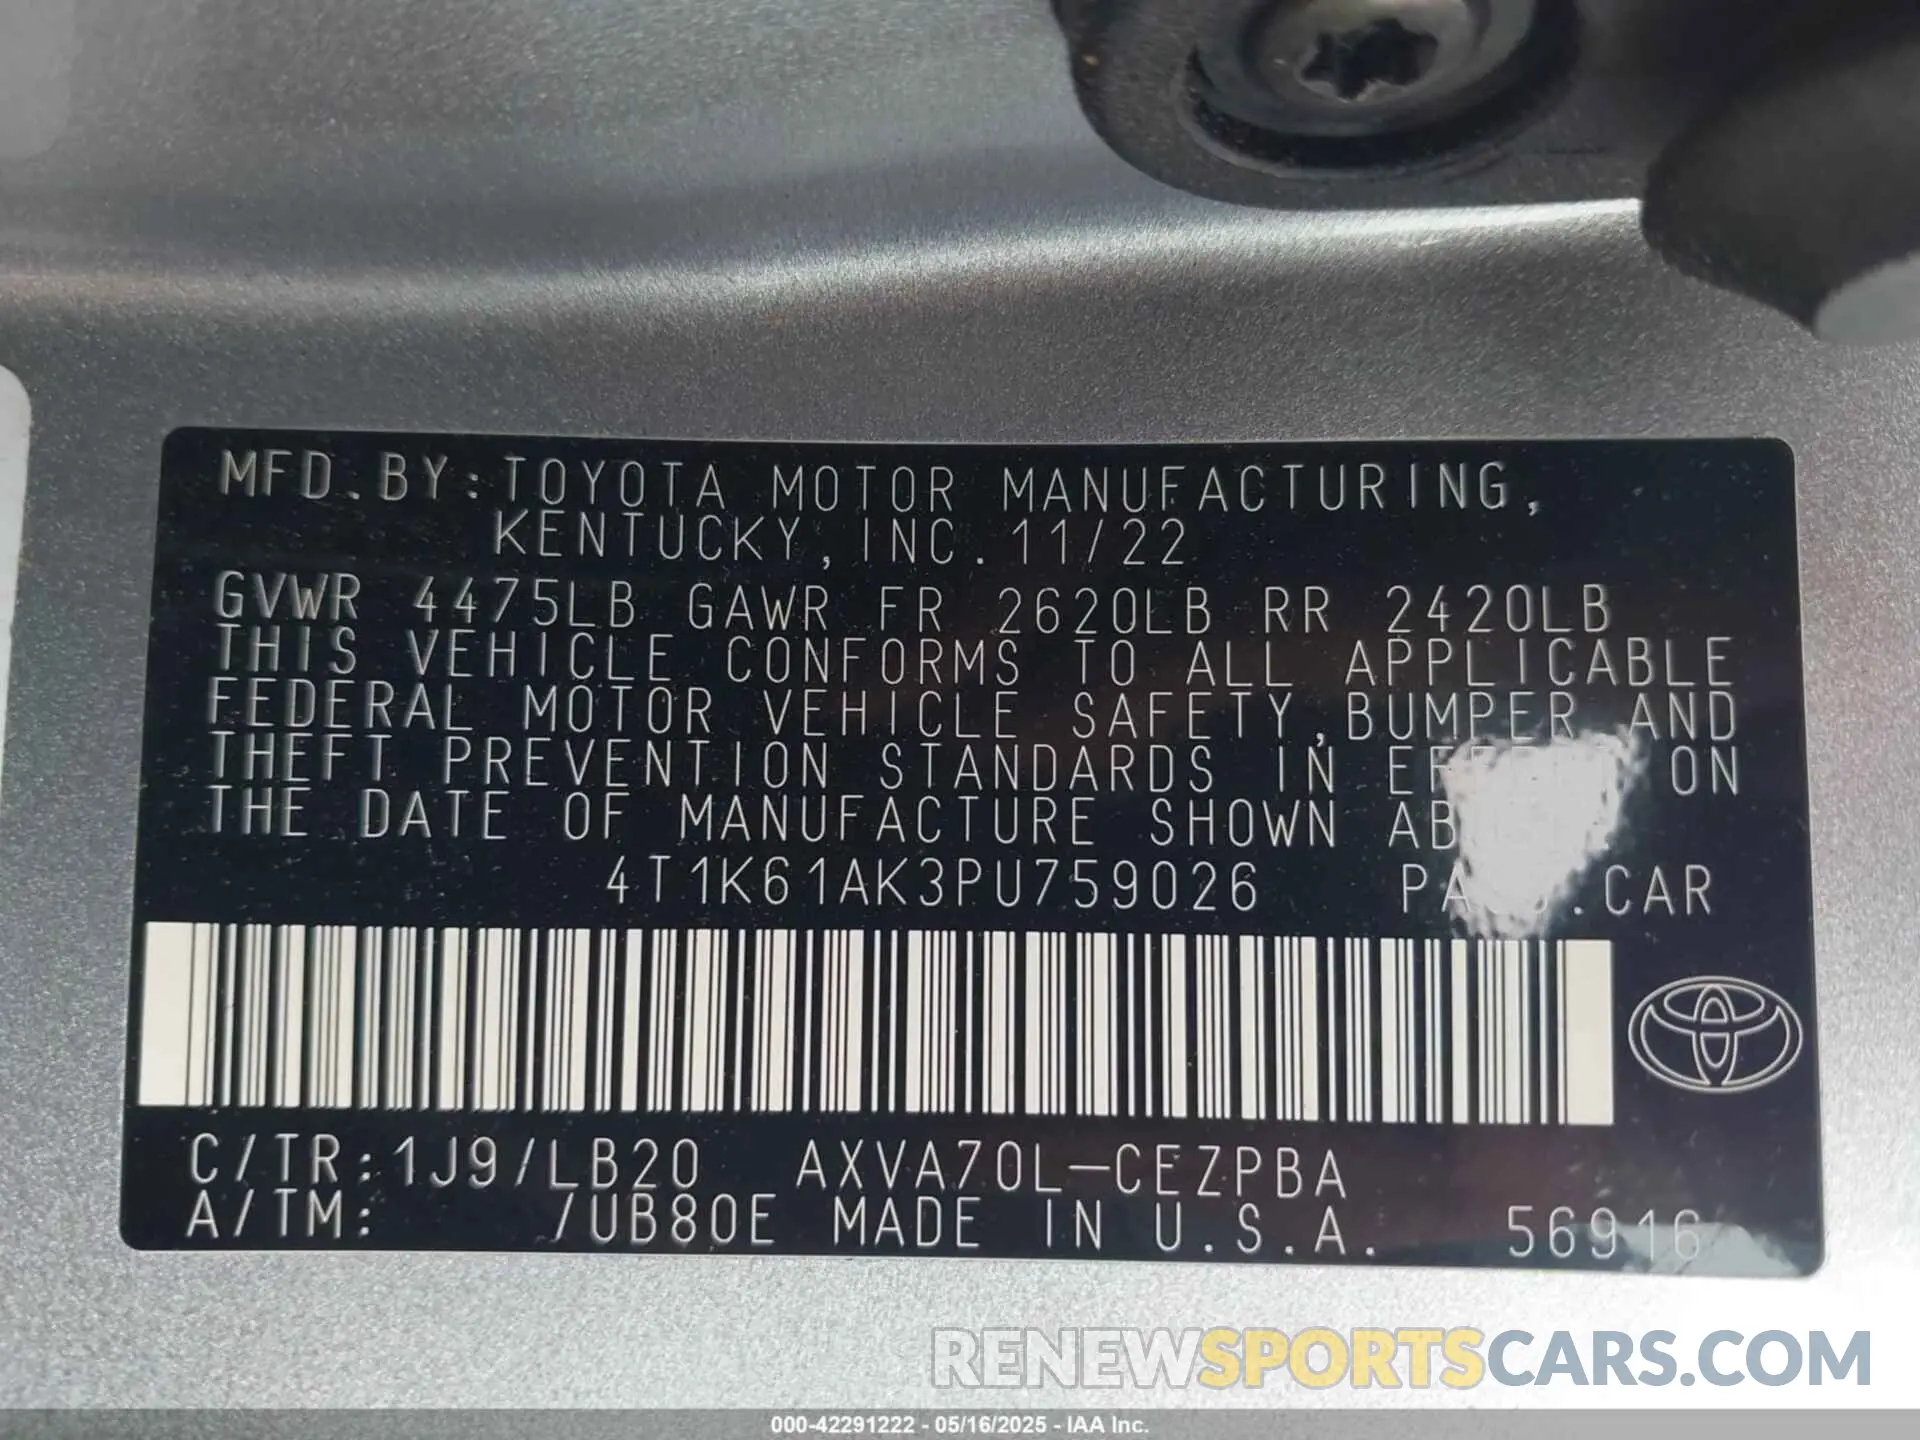 MFD.BY:TOYOTA MOTOR MANUFACTURING,
KENTUCKY,INC.11/22
GVWR 4475LB GAWR FR 2620LB RR 2420LB
THIS VEHICLE CONFORMS TO ALL APPLICABLE
FEDERAL MOTOR VEHICLE SAFETY,BUMPER AND
THEFT PREVENTION STANDARDS IN ON
THE DATE OF MANUFACTURE SHOWN
4T1K61AK3PU759026 .CAR
C/TR:1J9/LB20 AXVA70L-CEZPBA
A/TM: /UB80E MADE IN U.S.A. 56916
RENEWSPORTSCARS.COM
000-42291222 - 05/16/2025 - IAA Inc.